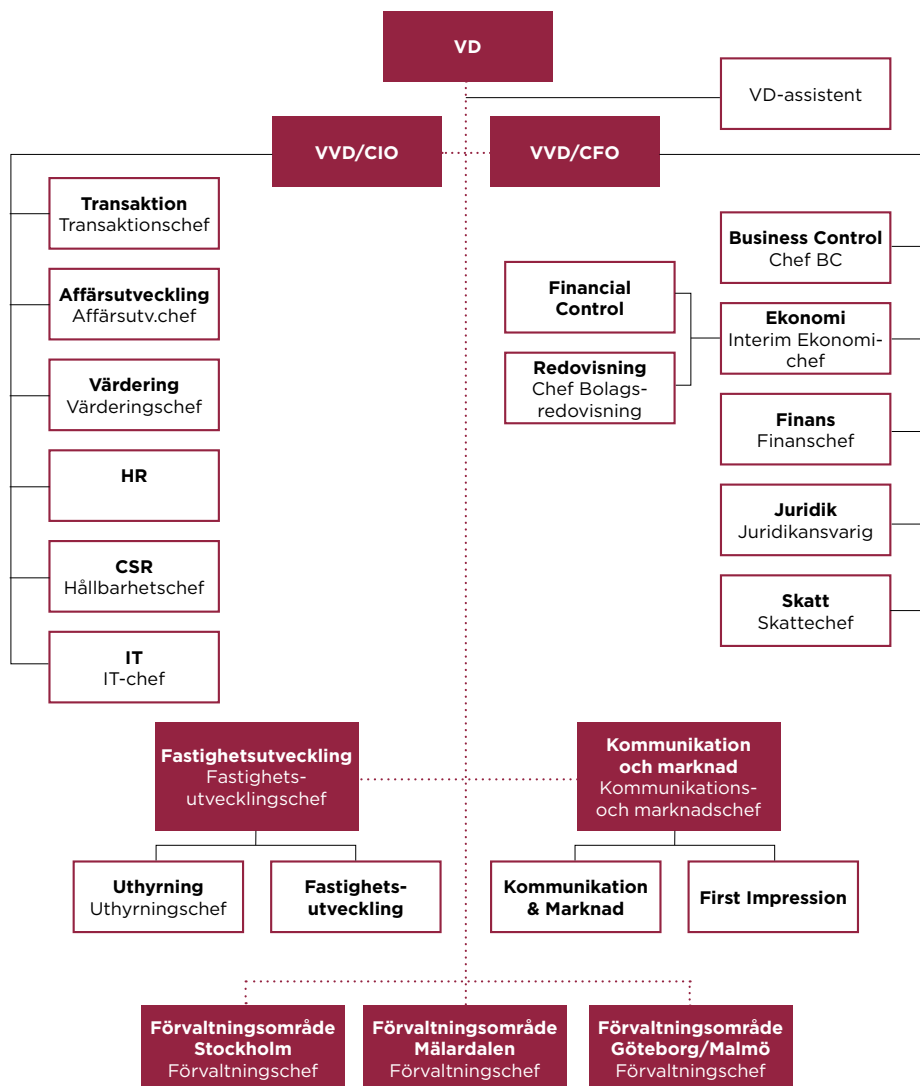 VD
VD-assistent
VVD/CIO
VVD/CFO
Transaktion
Transaktionschef
Affärsutveckling
Affärsutv.chef
Värdering
Värderingschef
HR
CSR
Hållbarhetschef
IT
IT-chef
Business Control
Chef BC
Financial
Control
Ekonomi
Interim Ekonomi-
chef
Redovisning
Chef Bolags-
redovisning
Finans
Finanschef
Juridik
Juridikansvarig
Skatt
Skattechef
Fastighetsutveckling
Fastighets-
utvecklingschef
Kommunikation
och marknad
Kommunikations-
och marknadschef
Uthyrning
Uthyrningschef
Fastighets-
utveckling
Kommunikation
& Marknad
First Impression
Förvaltningsområde
Stockholm
Förvaltningschef
Förvaltningsområde
Mälardalen
Förvaltningschef
Förvaltningsområde
Göteborg/Malmö
Förvaltningschef